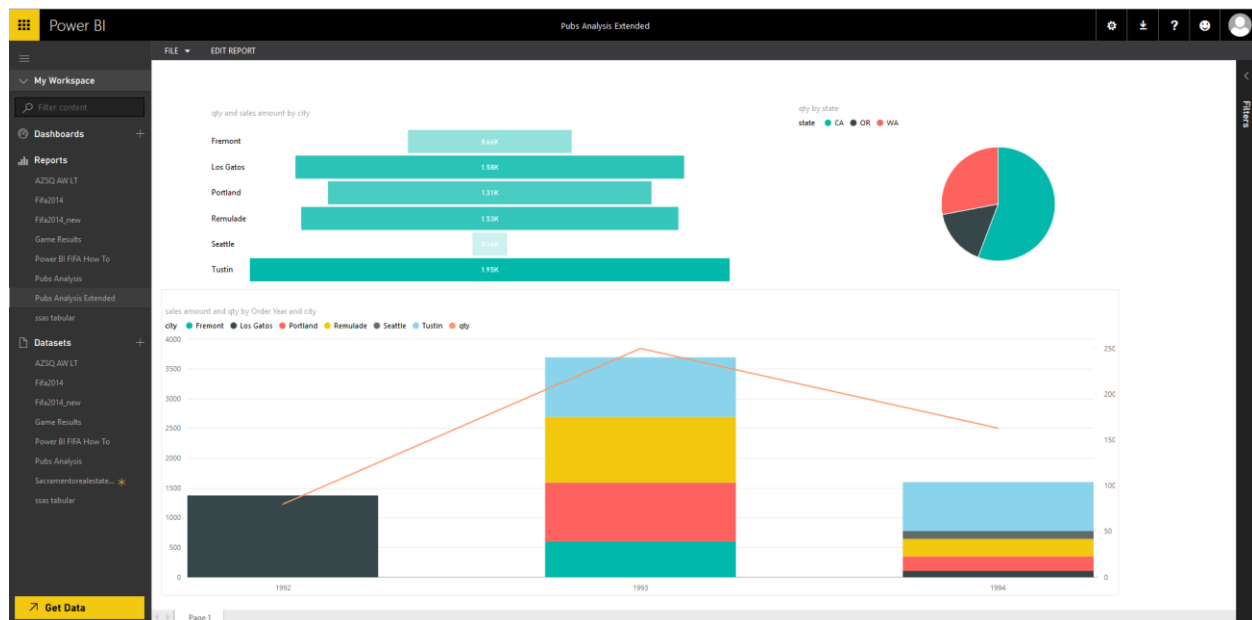 Power BI
Pubs Analysis Extended
?
FILE
EDIT REPORT
My Workspace
Filter content
Dashboards +
Reports
AZSQ AW LT
Fifa2014
Fifa2014_new
Game Results
Power BI FIFA How To
Pubs Analysis
Pubs Analysis Extended
ssas tabular
Datasets +
AZSQ AW LT
Fifa2014
Fifa2014_new
Game Results
Power BI FIFA How To
Pubs Analysis
Sacramentorealestate...
ssas tabular
Get Data
qty and sales amount by city
Fremont 0.66K
Los Gatos 1.58K
Portland 1.31K
Remulade 1.53K
Seattle
Tustin 1.95K
qty by state
state CA OR WA
Filters
sales amount and qty by Order Year and city
city Fremont Los Gatos Portland Remulade Seattle Tustin qty
4000
3500
3000
2500
2000
1500
1000
500
0
250
200
150
100
50
0
1992 1993 1994
Page 1